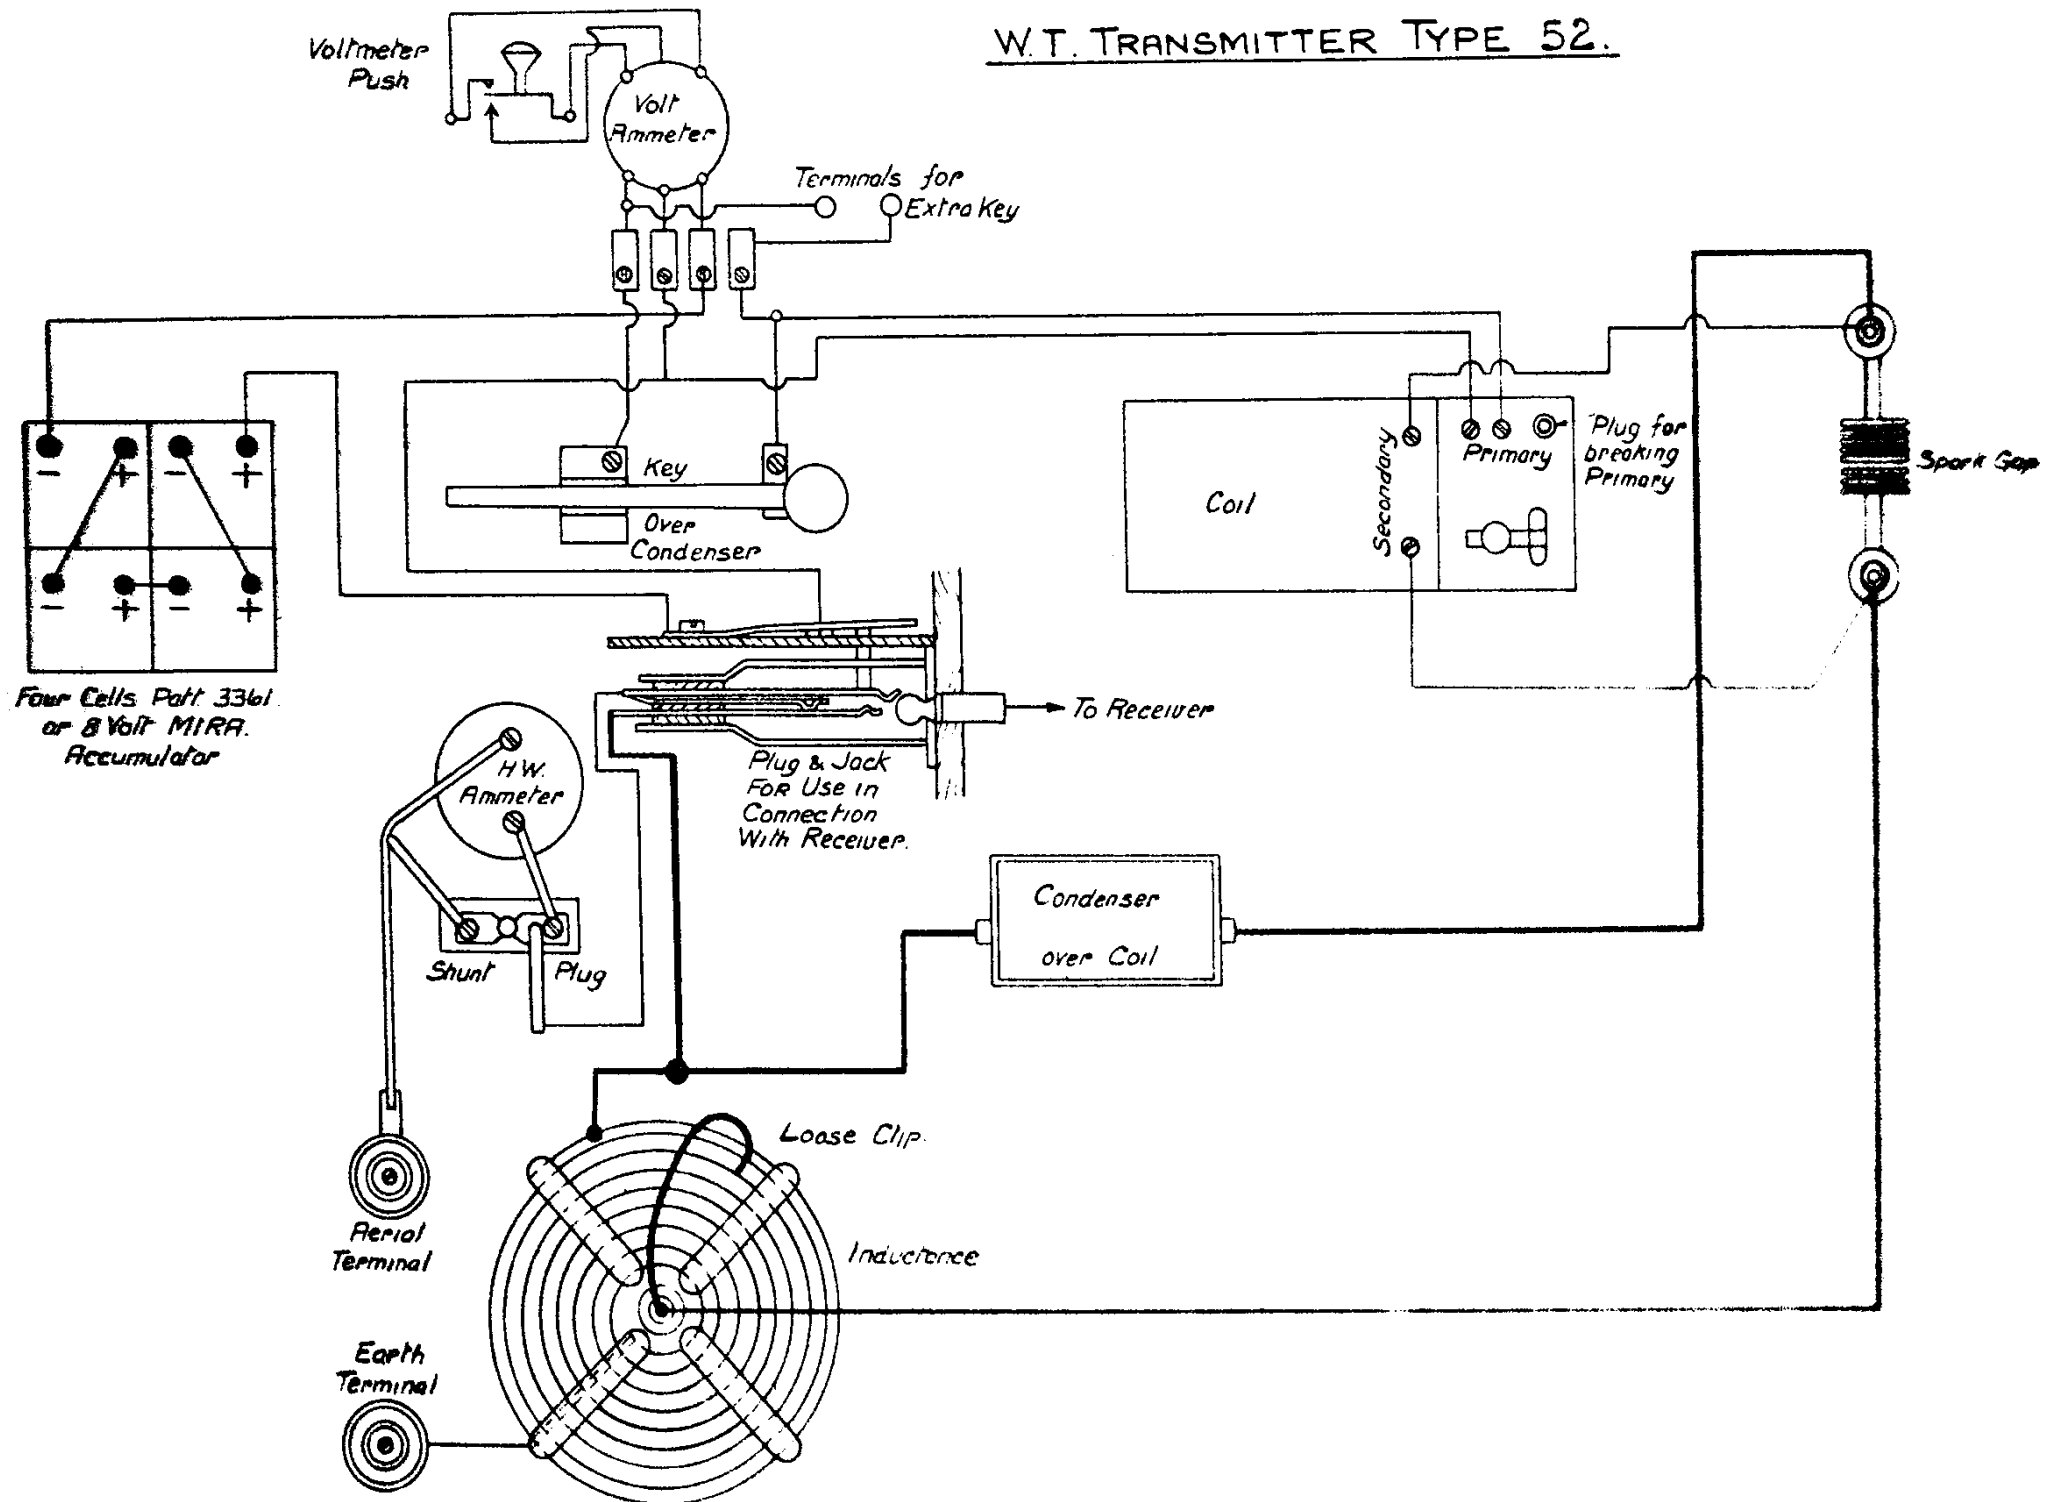 W.T. TRANSMITTER TYPE 52.
Voltmeter
Push
Volt
Ammeter
Terminals for
Extra Key
- + - +
- + - +
Four Cells Patt. 3361
or 8 Volt MIRA.
Accumulator
Key
Over
Condenser
Coil
Secondary
Primary
Plug for
breaking
Primary
Spark Gap
To Receiver
Plug & Jack
For Use in
Connection
With Receiver.
H.W.
Ammeter
Shunt Plug
Condenser
over Coil
Aerial
Terminal
Loose Clip.
Inductance
Earth
Terminal